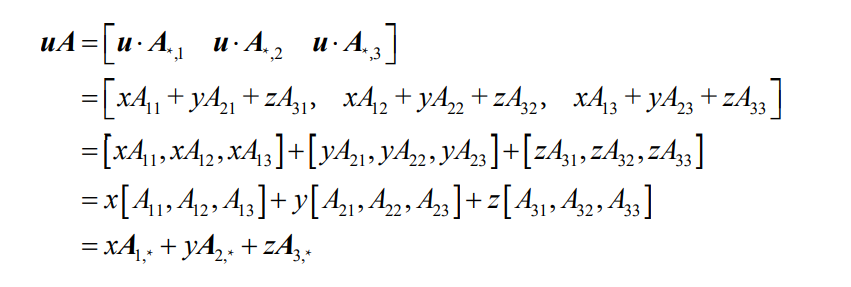 uA = [u · A*,1 u · A*,2 u · A*,3]
= [xA11 + yA21 + zA31, xA12 + yA22 + zA32, xA13 + yA23 + zA33]
= [xA11, xA12, xA13] + [yA21, yA22, yA23] + [zA31, zA32, zA33]
= x[A11, A12, A13] + y[A21, A22, A23] + z[A31, A32, A33]
= xA1,* + yA2,* + zA3,*